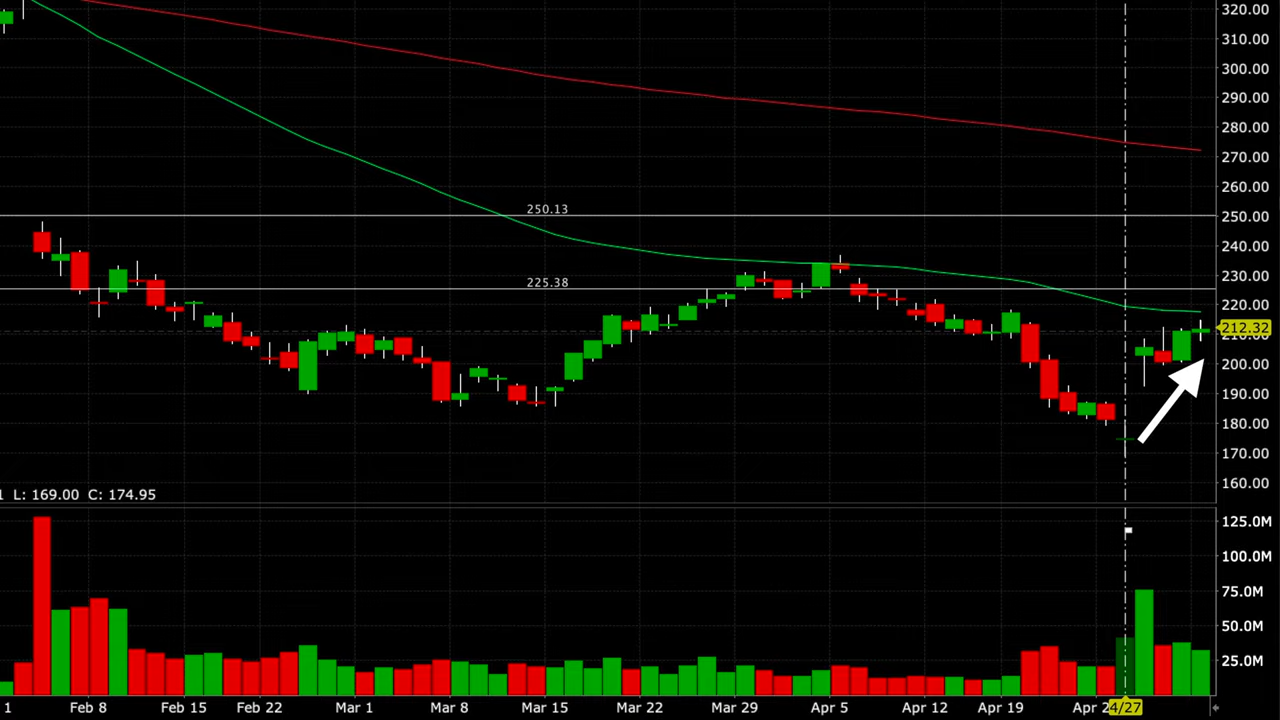 320.00
310.00
300.00
290.00
280.00
270.00
260.00
250.13
250.00
240.00
225.38
230.00
220.00
212.32
200.00
190.00
180.00
170.00
L: 169.00 C: 174.95
160.00
125.0M
100.0M
75.0M
50.0M
25.0M
1 Feb 8 Feb 15 Feb 22 Mar 1 Mar 8 Mar 15 Mar 22 Mar 29 Apr 5 Apr 12 Apr 19 Apr 2 4/27